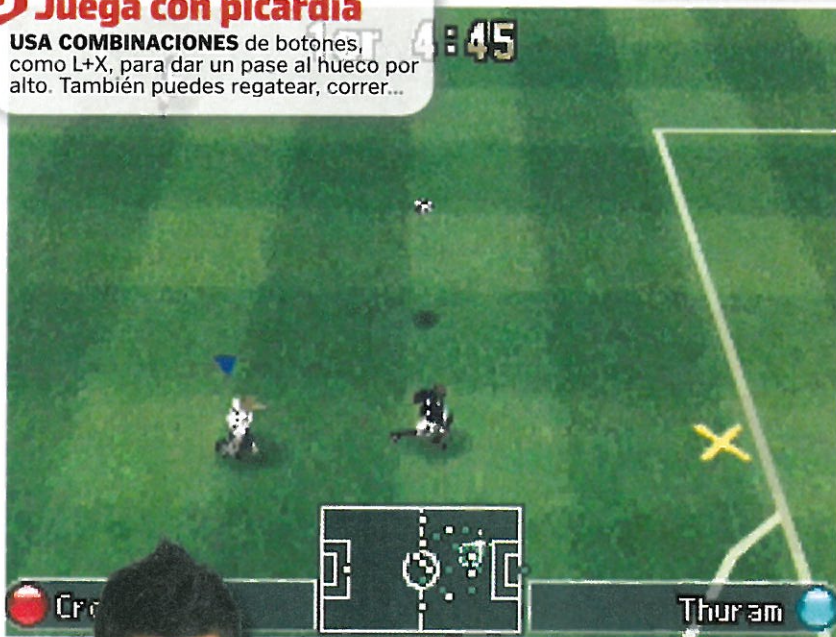 Juega con picardía
USA COMBINACIONES de botones,
como L+X, para dar un pase al hueco por
alto. También puedes regatear, correr...
1er 4:45
Thuram